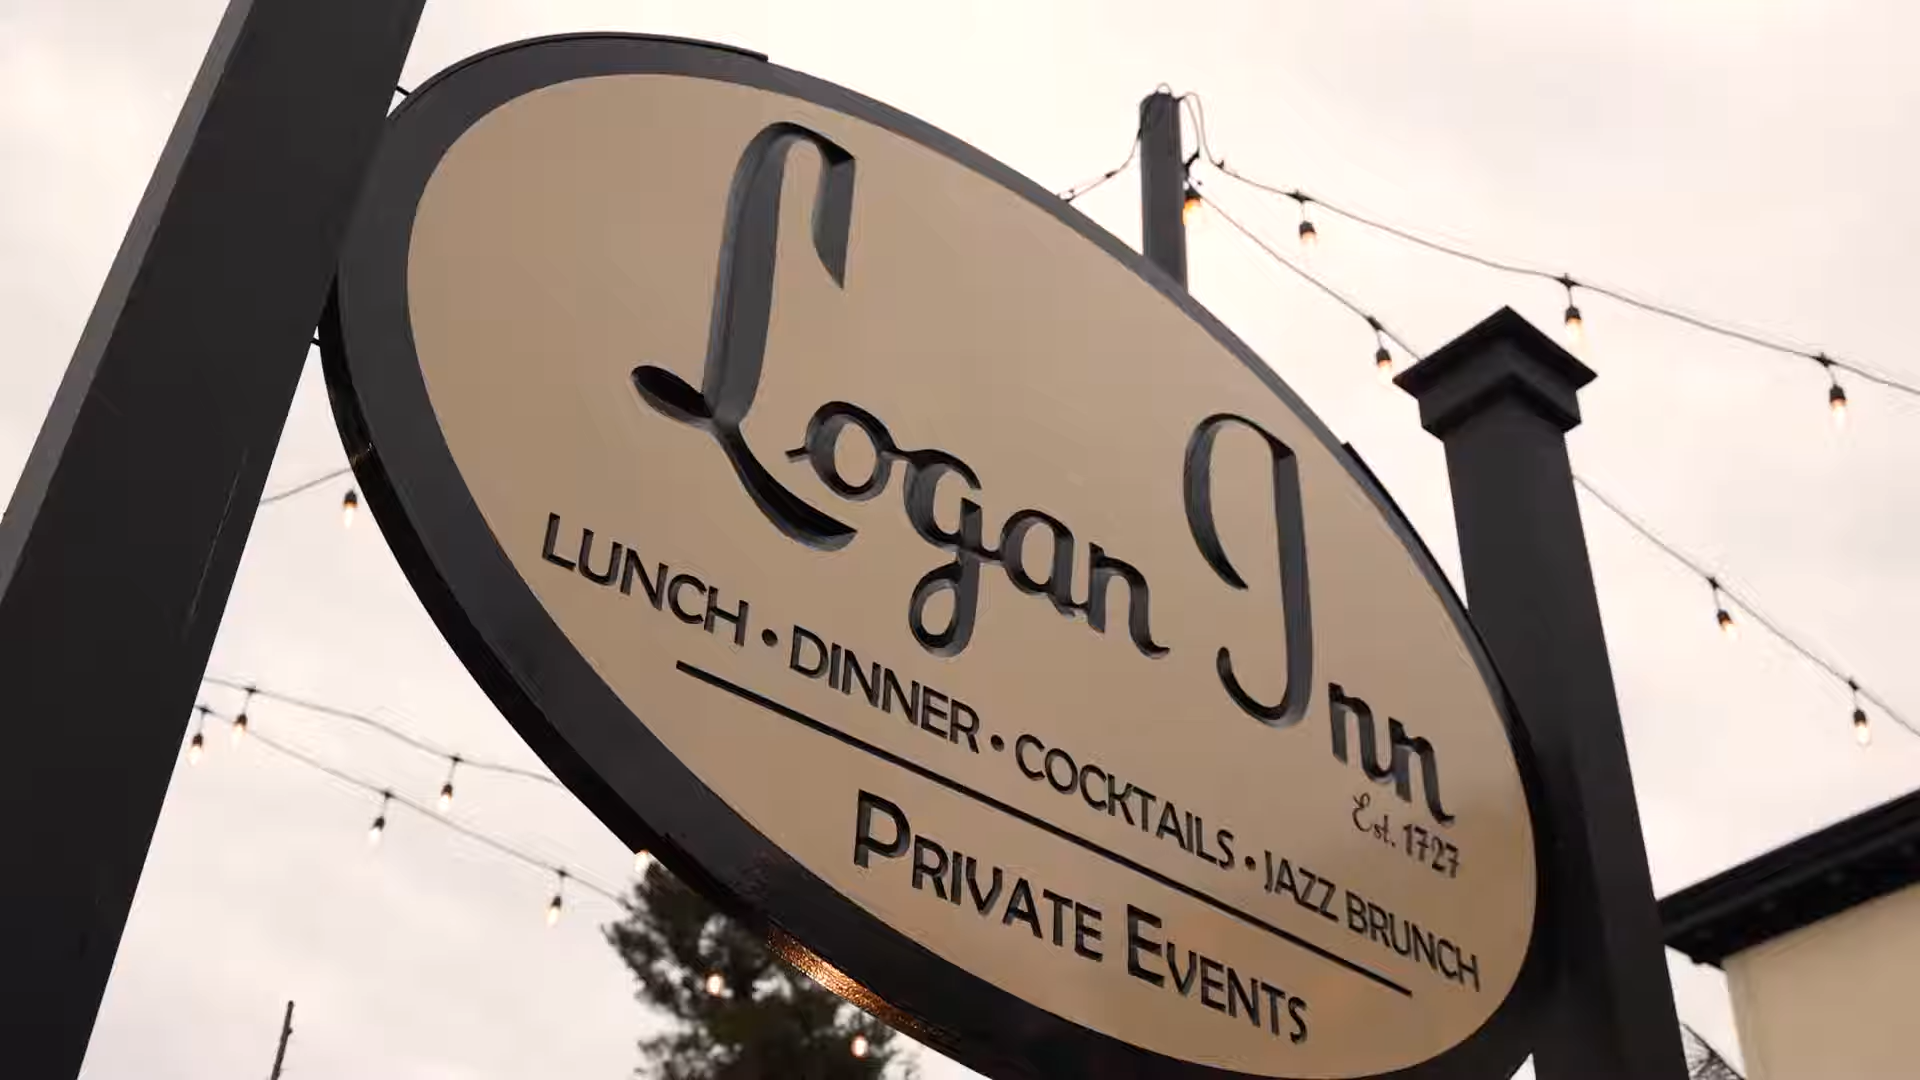 Logan Inn
Est. 1727
LUNCH • DINNER • COCKTAILS • JAZZ BRUNCH
PRIVATE EVENTS